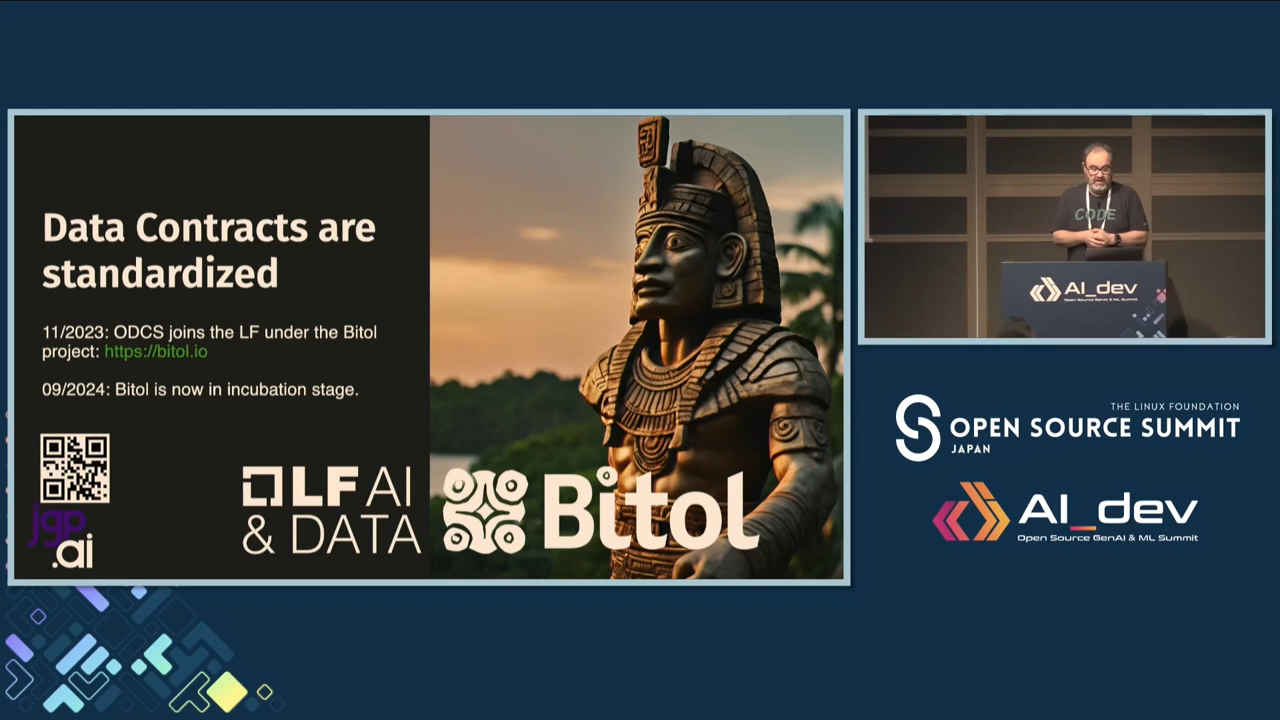 Data Contracts are
standardized
11/2023: ODCS joins the LF under the Bitol
project: https://bitol.io
09/2024: Bitol is now in incubation stage.
jgp
.ai
LF AI
& DATA
Bitol
CODE
AI_dev
Open Source GenAI & ML Summit
THE LINUX FOUNDATION
OPEN SOURCE SUMMIT
JAPAN
AI_dev
Open Source GenAI & ML Summit